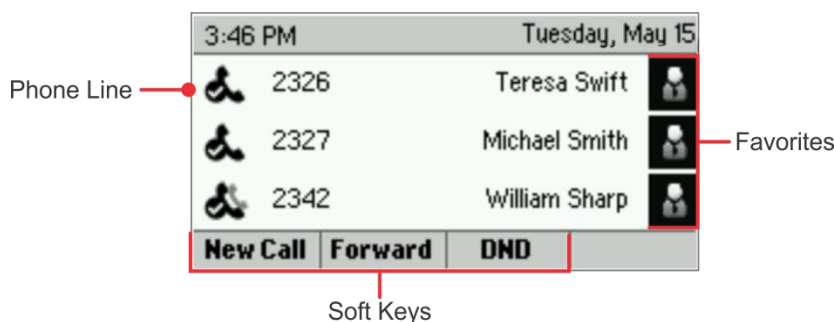 3:46 PM Tuesday, May 15
Phone Line 2326 Teresa Swift
2327 Michael Smith Favorites
2342 William Sharp
New Call Forward DND
Soft Keys